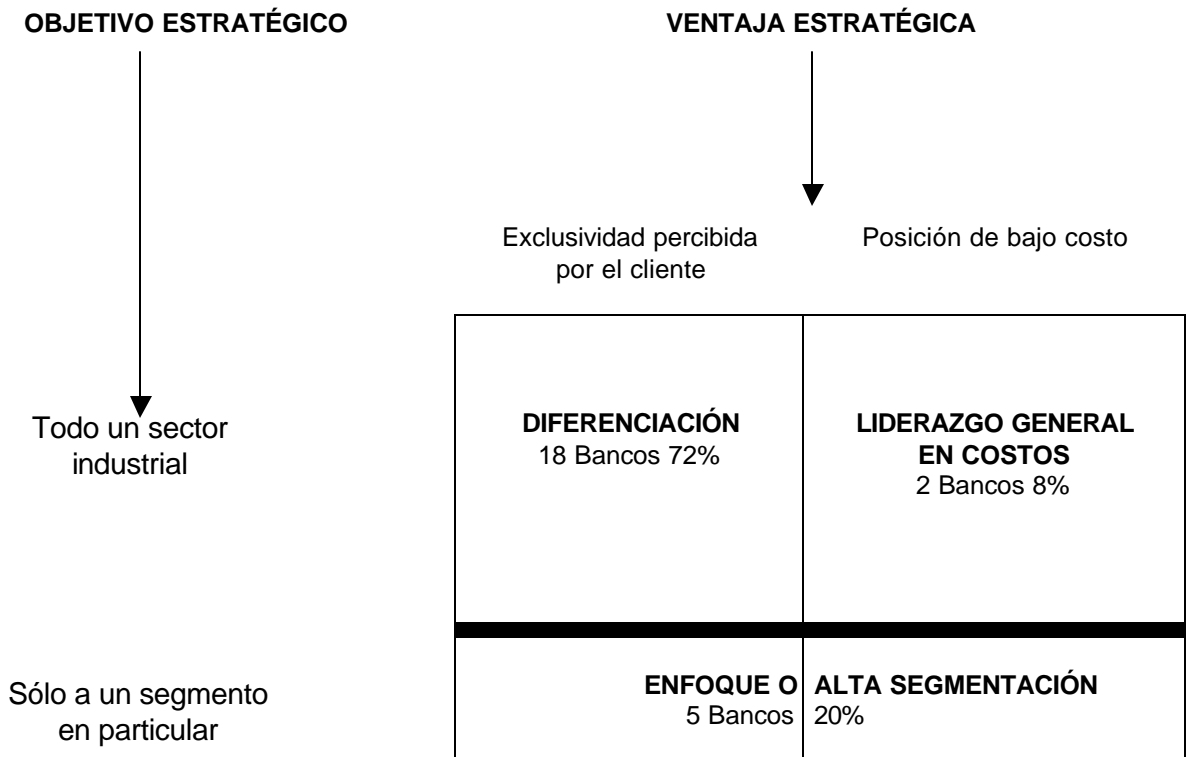 OBJETIVO ESTRATÉGICO
VENTAJA ESTRATÉGICA
Exclusividad percibida
por el cliente
Posición de bajo costo
Todo un sector
industrial
DIFERENCIACIÓN
18 Bancos 72%
LIDERAZGO GENERAL
EN COSTOS
2 Bancos 8%
Sólo a un segmento
en particular
ENFOQUE O ALTA SEGMENTACIÓN
5 Bancos 20%